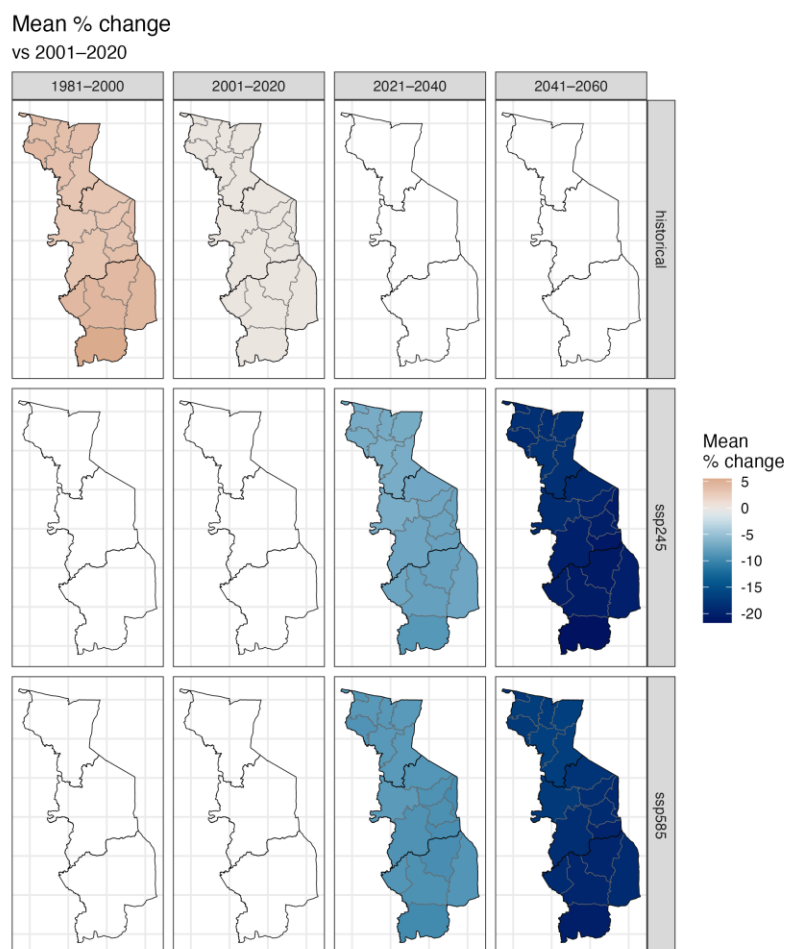 Mean % change
vs 2001–2020
1981–2000
2001–2020
2021–2040
2041–2060
historical
ssp245
ssp585
Mean
% change
5
0
-5
-10
-15
-20